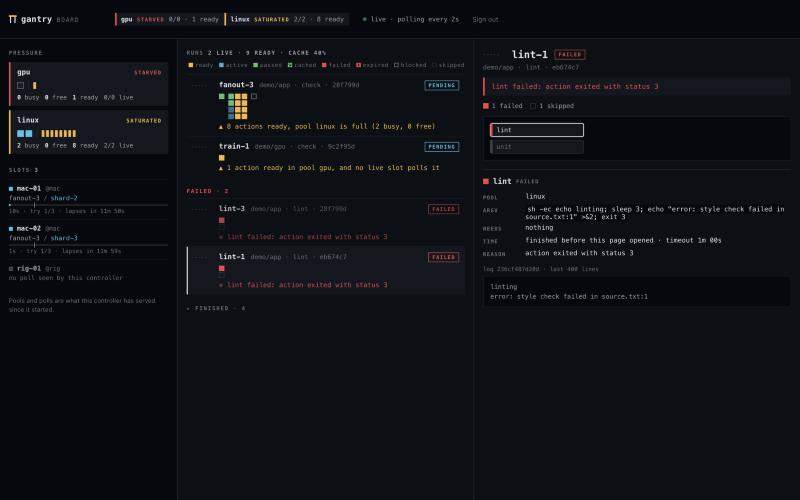 gantry BOARD
gpu STARVED 0/0 · 1 ready linux SATURATED 2/2 · 8 ready
live · polling every 2s
Sign out
PRESSURE
gpu STARVED
0 busy 0 free 1 ready 0/0 live
linux SATURATED
2 busy 0 free 8 ready 2/2 live
SLOTS 3
mac-01 @mac
fanout-3 / shard-2
10s · try 1/3 · lapses in 11m 50s
mac-02 @mac
fanout-3 / shard-3
1s · try 1/3 · lapses in 11m 59s
rig-01 @rig
no poll seen by this controller
Pools and polls are what this controller has served
since it started.
RUNS 2 LIVE · 9 READY · CACHE 40%
ready active passed cached failed expired blocked skipped
----- fanout-3 demo/app · check · 28f799d PENDING
▲ 8 actions ready, pool linux is full (2 busy, 0 free)
----- train-1 demo/gpu · check · 9c2f95d PENDING
▲ 1 action ready in pool gpu, and no live slot polls it
FAILED · 2
----- lint-3 demo/app · lint · 28f799d FAILED
× lint failed: action exited with status 3
----- lint-1 demo/app · lint · eb674c7 FAILED
× lint failed: action exited with status 3
▸ FINISHED · 4
----- lint-1 FAILED
demo/app · lint · eb674c7
lint failed: action exited with status 3
1 failed 1 skipped
lint
unit
lint FAILED
POOL linux
ARGV sh -ec echo linting; sleep 3; echo "error: style check failed in
source.txt:1" >&2; exit 3
NEEDS nothing
TIME finished before this page opened · timeout 1m 00s
REASON action exited with status 3
log 236cf487d20d · last 400 lines
linting
error: style check failed in source.txt:1